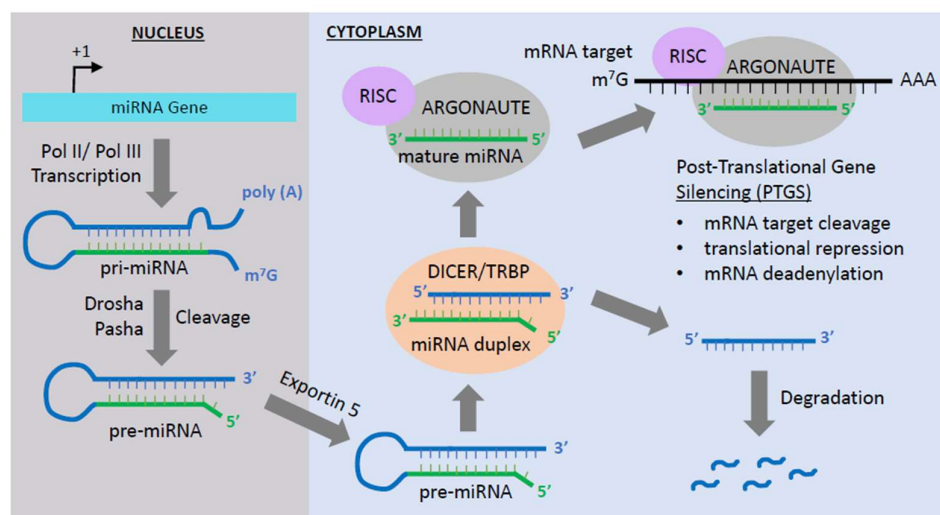 NUCLEUS
+1
miRNA Gene
Pol II/ Pol III
Transcription
poly (A)
pri-miRNA
m⁷G
Drosha
Pasha
Cleavage
3’
5’
pre-miRNA
Exportin 5
CYTOPLASM
RISC
ARGONAUTE
3’
5’
mature miRNA
DICER/TRBP
5’
3’
3’
5’
miRNA duplex
3’
5’
pre-miRNA
mRNA target
RISC
ARGONAUTE
m⁷G
AAA
3’
5’
Post-Translational Gene
Silencing (PTGS)
• mRNA target cleavage
• translational repression
• mRNA deadenylation
5’
3’
Degradation